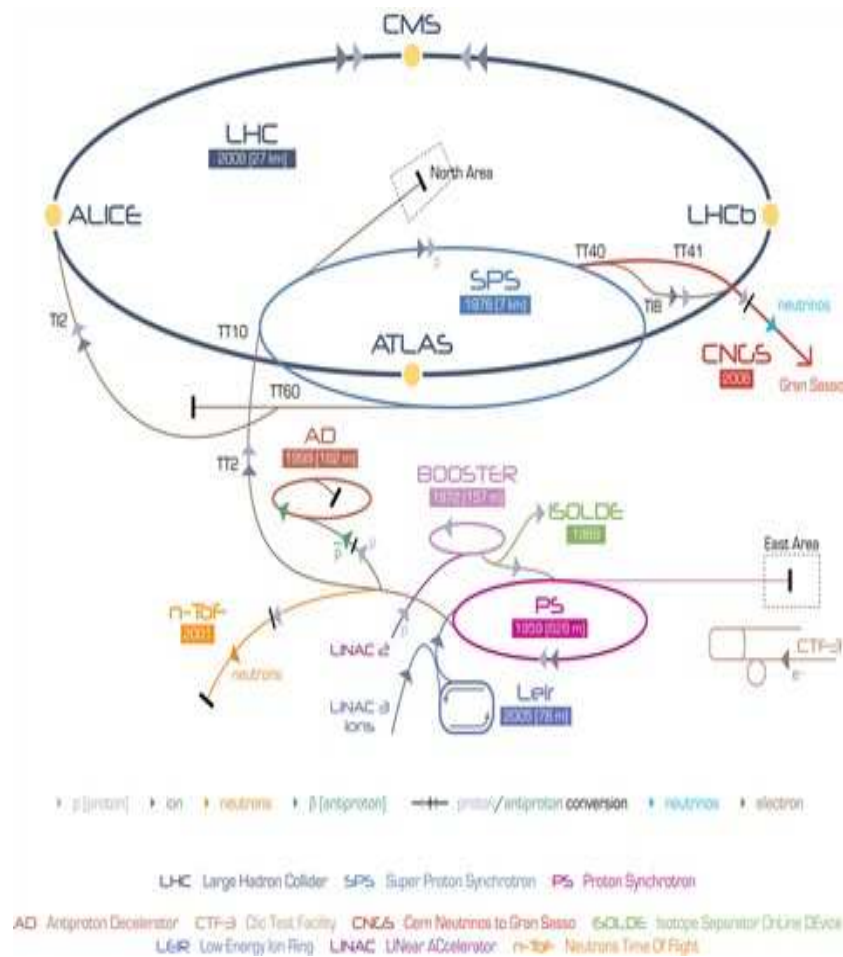 CMS
LHC
2008 (27 km)
North Area
ALICE
LHCb
TT40
TT41
SPS
1976 (7 km)
TI8
TI2
TT10
ATLAS
neutrinos
CNGS
2006
Gran Sasso
TT60
AD
TT2
BOOSTER
1972 (157 m)
ISOLDE
1989
East Area
n-ToF
2001
PS
1959 (628 m)
neutrons
LINAC 2
CTF-3
e-
LINAC 3
Ions
Leir
2005 (78 m)
p [proton]
ion
neutrons
p̄ [antiproton]
proton/antiproton conversion
neutrinos
electron
LHC Large Hadron Collider SPS Super Proton Synchrotron PS Proton Synchrotron
AD Antiproton Decelerator CTF-3 Clic Test Facility CNGS Cern Neutrinos to Gran Sasso ISOLDE Isotope Separator OnLine DEvice
LEIR Low Energy Ion Ring LINAC LINear ACcelerator n-ToF Neutrons Time Of Flight